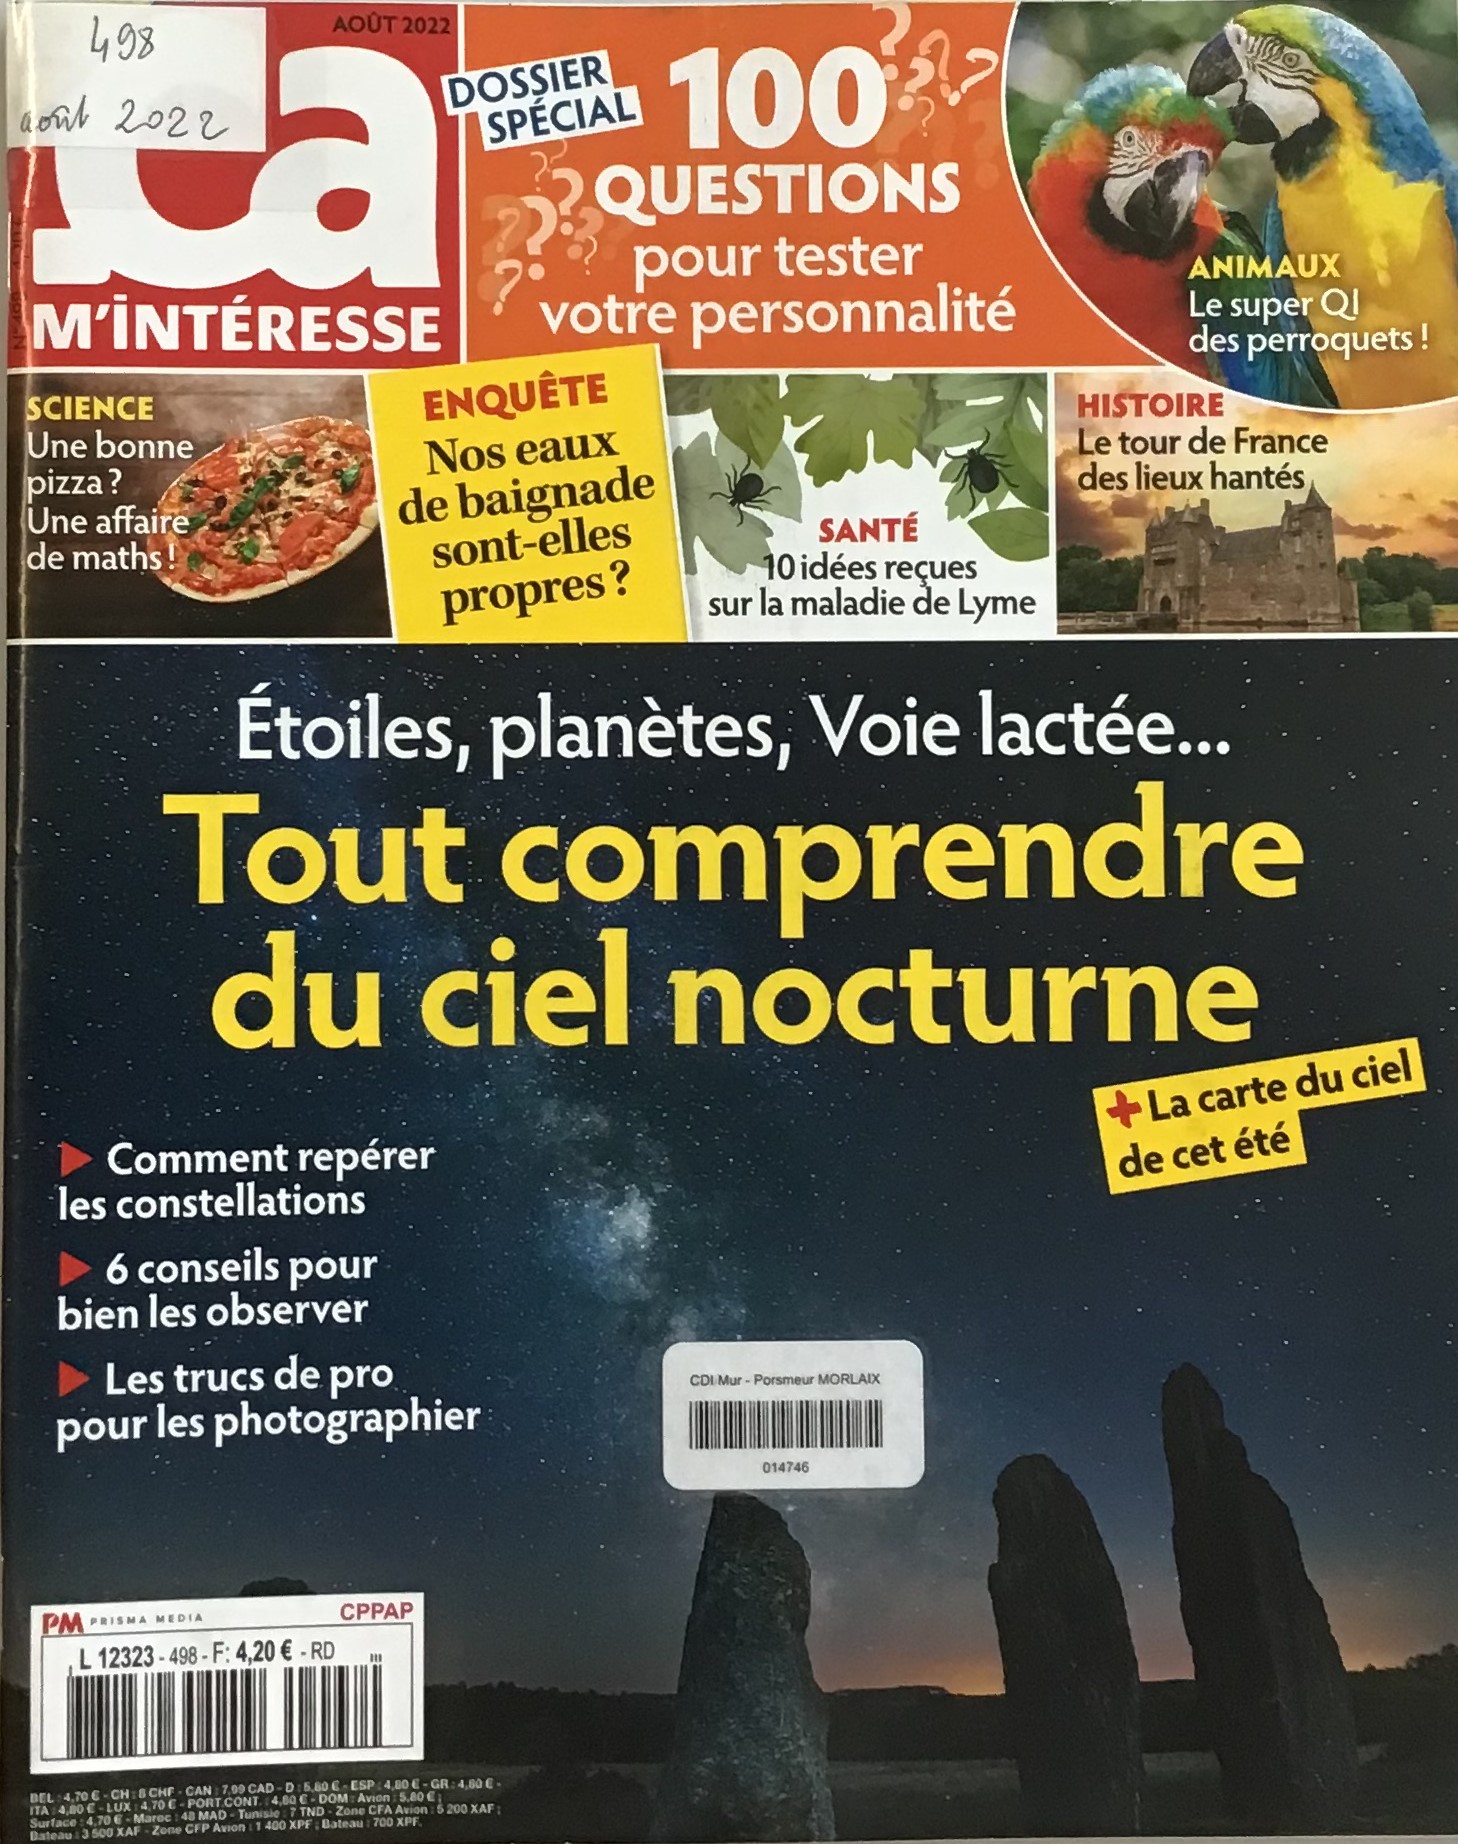 498
août 2022
AOÛT 2022
Ça
M'INTÉRESSE
DOSSIER
SPÉCIAL
100
QUESTIONS
pour tester
votre personnalité
ANIMAUX
Le super QI
des perroquets !
SCIENCE
Une bonne
pizza ?
Une affaire
de maths !
ENQUÊTE
Nos eaux
de baignade
sont-elles
propres ?
SANTÉ
10 idées reçues
sur la maladie de Lyme
HISTOIRE
Le tour de France
des lieux hantés
Étoiles, planètes, Voie lactée...
Tout comprendre
du ciel nocturne
+ La carte du ciel
de cet été
Comment repérer
les constellations
6 conseils pour
bien les observer
Les trucs de pro
pour les photographier
CDI Mur - Porsmeur MORLAIX
014746
PM PRISMA MEDIA
CPPAP
L 12323 - 498 - F: 4,20 € - RD
BEL : 4,70 € - CH : 8 CHF - CAN : 7,99 CAD - D : 5,80 € - ESP : 4,80 € - GR : 4,80 € -
ITA : 4,80 € - LUX : 4,70 € - PORT.CONT. : 4,80 € - DOM : Avion : 5,80 € ;
Surface : 4,70 € - Maroc : 48 MAD - Tunisie : 7 TND - Zone CFA Avion : 5 200 XAF ;
Bateau : 3 500 XAF - Zone CFP Avion : 1 400 XPF ; Bateau : 700 XPF.